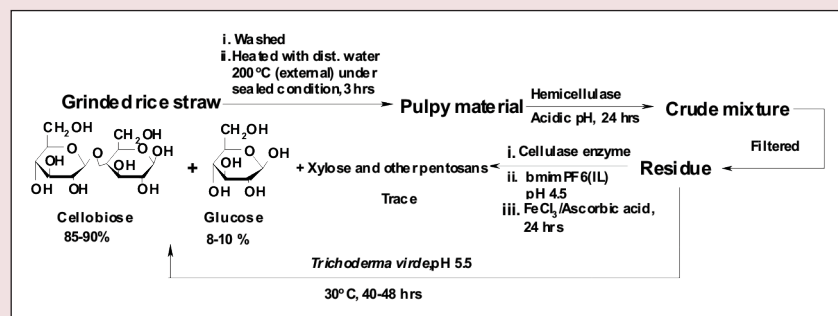 i. Washed
ii. Heated with dist. water
200°C (external) under
sealed condition, 3 hrs
Grinded rice straw
Pulpy material
Hemicellulase
Acidic pH, 24 hrs
Crude mixture
Filtered
Residue
i. Cellulase enzyme
ii. bmimPF6(IL)
pH 4.5
iii. FeCl3/Ascorbic acid,
24 hrs
+ Xylose and other pentosans
Trace
CH2OH
CH2OH
O
O
O
OH
OH
OH
OH
OH
OH
OH
+
CH2OH
O
OH
OH
OH
OH
Cellobiose
85-90%
Glucose
8-10 %
Trichoderma virde, pH 5.5
30°C, 40-48 hrs